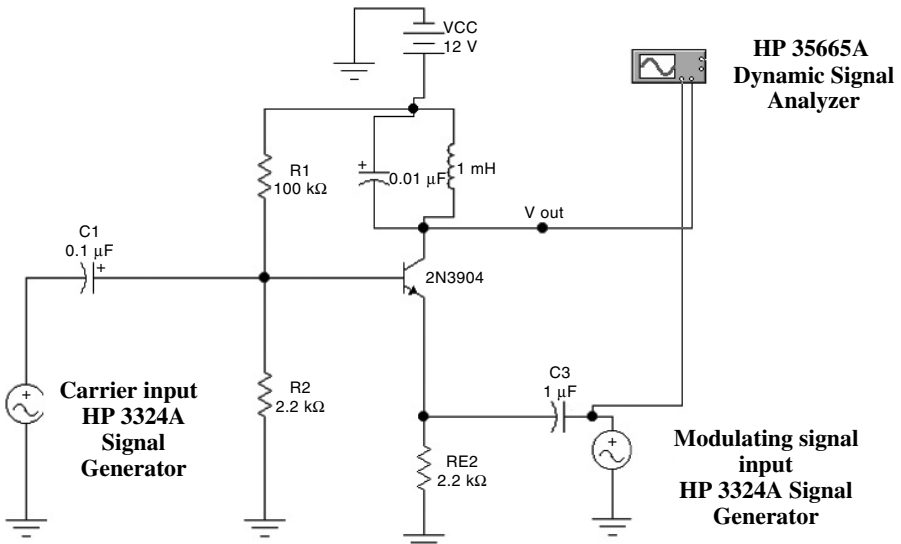 VCC
12 V
HP 35665A
Dynamic Signal
Analyzer
R1
100 kΩ
+
0.01 µF
1 mH
V out
C1
0.1 µF
+
2N3904
Carrier input
HP 3324A
Signal
Generator
+
R2
2.2 kΩ
C3
1 µF
RE2
2.2 kΩ
+
Modulating signal
input
HP 3324A Signal
Generator